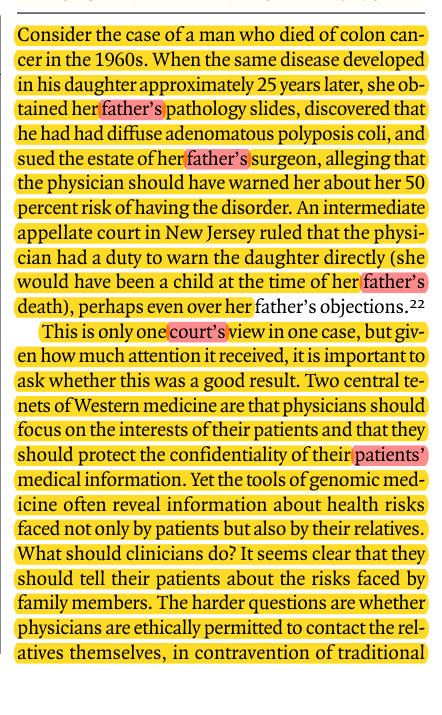 Consider the case of a man who died of colon can-
cer in the 1960s. When the same disease developed
in his daughter approximately 25 years later, she ob-
tained her father's pathology slides, discovered that
he had had diffuse adenomatous polyposis coli, and
sued the estate of her father's surgeon, alleging that
the physician should have warned her about her 50
percent risk of having the disorder. An intermediate
appellate court in New Jersey ruled that the physi-
cian had a duty to warn the daughter directly (she
would have been a child at the time of her father's
death), perhaps even over her father's objections.22
This is only one court's view in one case, but giv-
en how much attention it received, it is important to
ask whether this was a good result. Two central te-
nets of Western medicine are that physicians should
focus on the interests of their patients and that they
should protect the confidentiality of their patients'
medical information. Yet the tools of genomic med-
icine often reveal information about health risks
faced not only by patients but also by their relatives.
What should clinicians do? It seems clear that they
should tell their patients about the risks faced by
family members. The harder questions are whether
physicians are ethically permitted to contact the rel-
atives themselves, in contravention of traditional